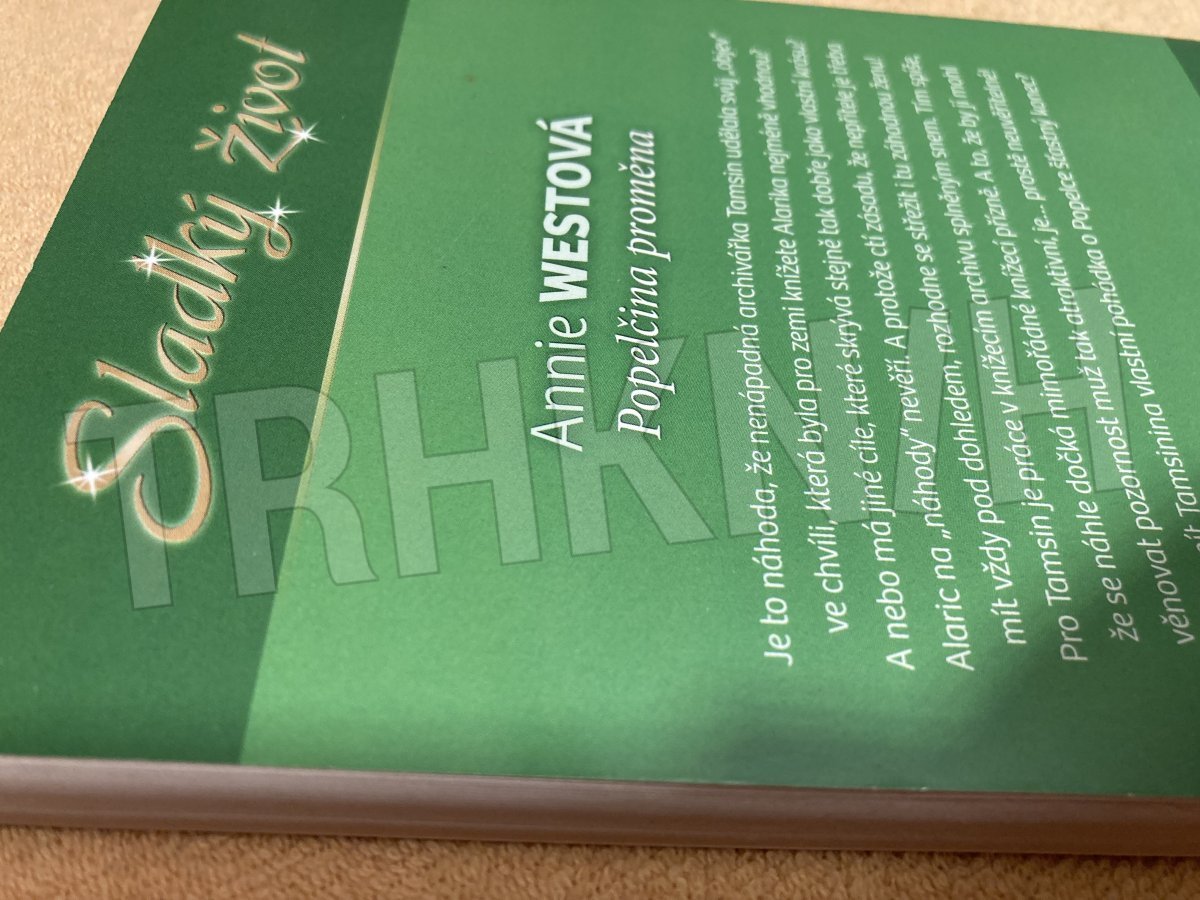 Sladký život
Annie WESTOVÁ
Popelčina proměna
Je to náhoda, že nenápadná archivářka Tamsin udělala svůj „objev“
ve chvíli, která byla pro zemi knížete Alarika nejméně vhodnou?
A nebo má jiné cíle, které skrývá stejně tak dobře jako vlastní krásu?
Alaric na „náhody“ nevěří. A protože ctí zásadu, že nepřítele je třeba
mít vždy pod dohledem, rozhodne se střežit i tu záhadnou ženu!
Pro Tamsin je práce v knížecím archivu splněným snem. Tím spíše,
že se náhle dočká mimořádné knížecí přízně. A to, že by jí mohl
věnovat pozornost muž tak atraktivní, je... prostě neuvěřitelné!
Tamsinina vlastní pohádka o Popelce šťastný konec?
TRHKNIH